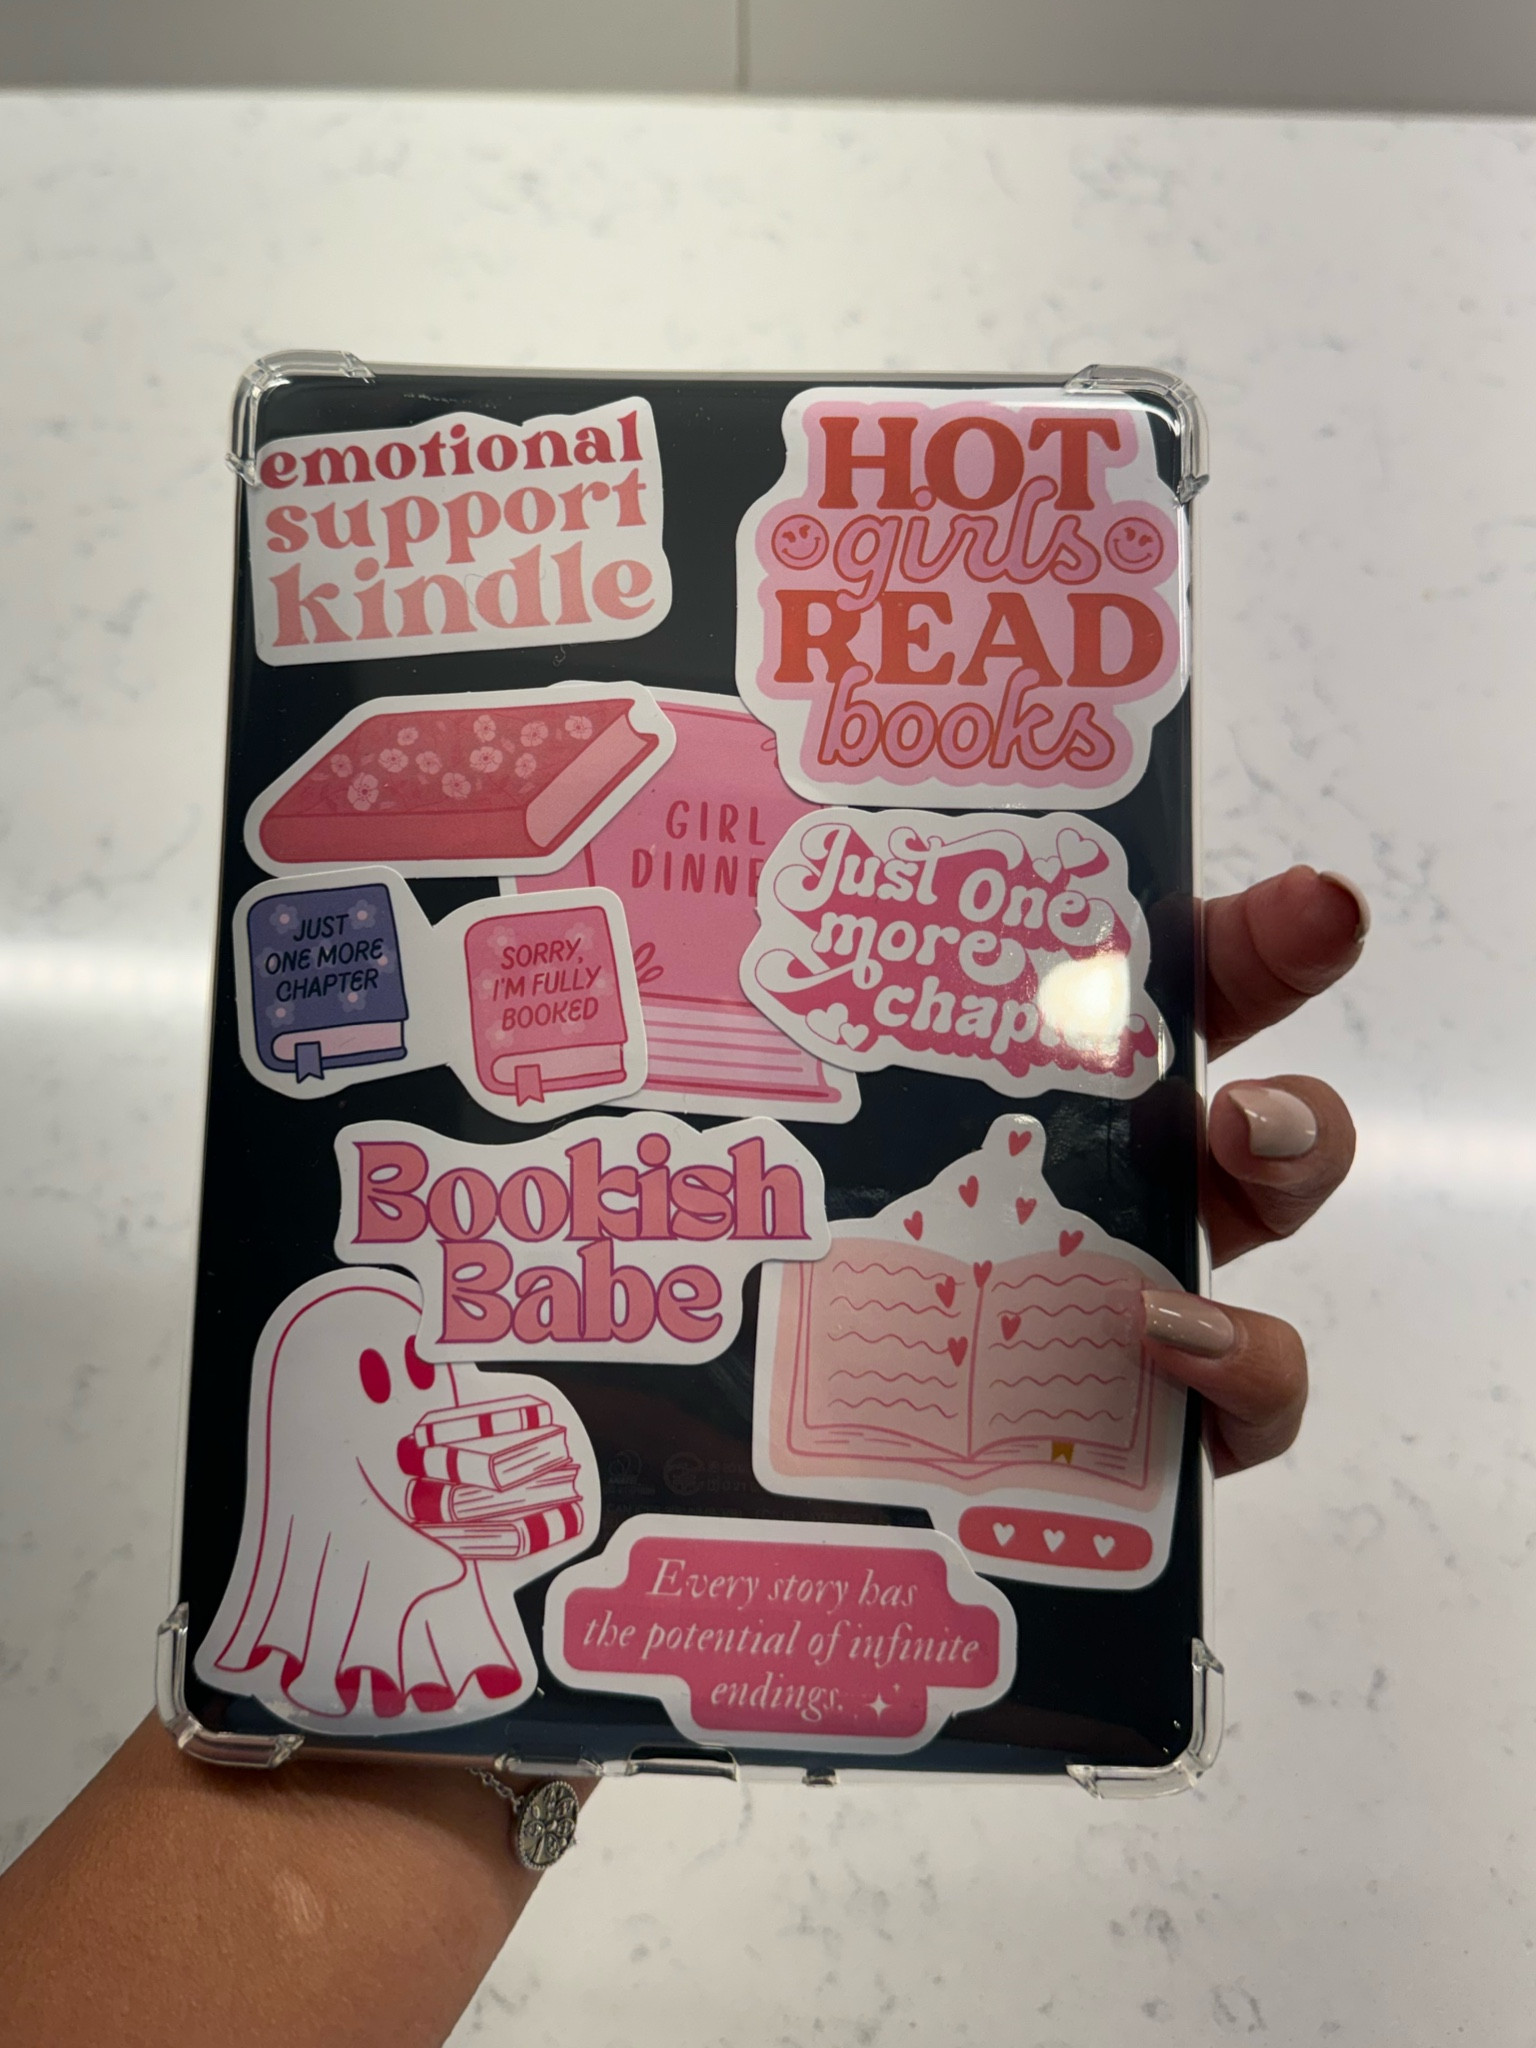 emotional
support
kindle
HOT
girls
READ
books
GIRL
DINNE
Just One
more
chapter
JUST
ONE MORE
CHAPTER
SORRY,
I'M FULLY
BOOKED
Bookish
Babe
Every story has
the potential of infinite
endings.